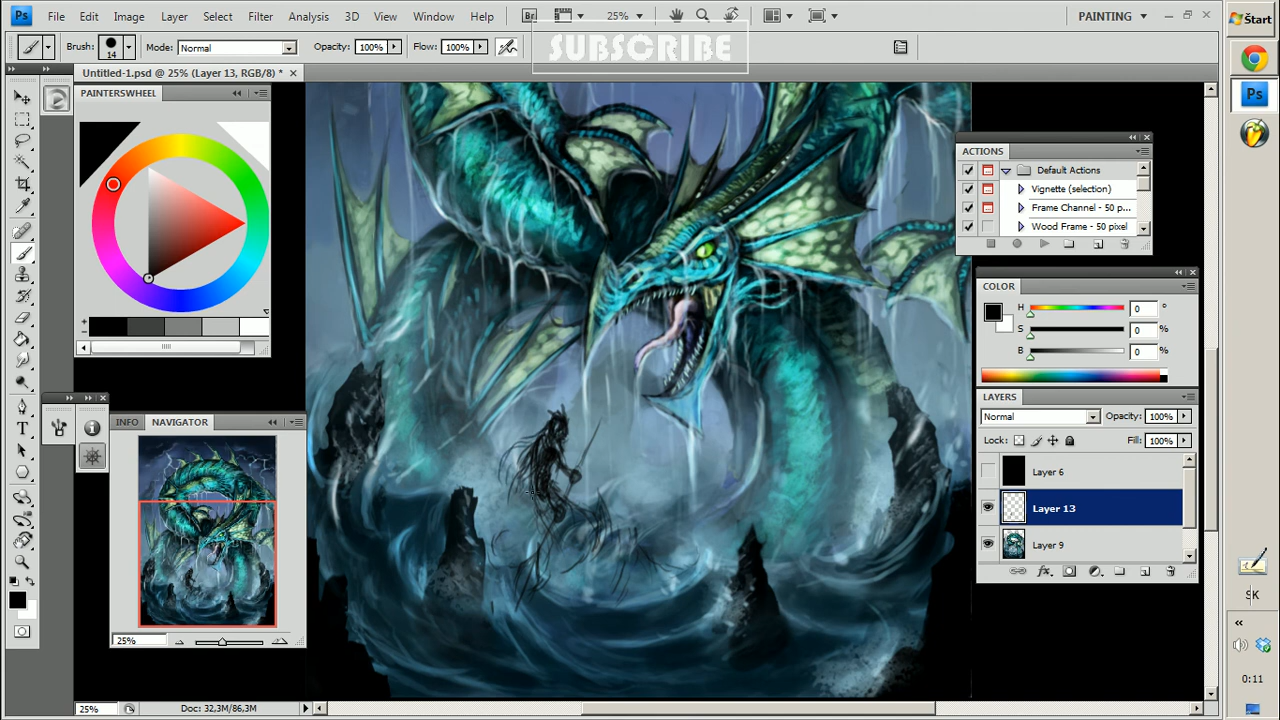 Ps File Edit Image Layer Select Filter Analysis 3D View Window Help Br 25% PAINTING
Start
Brush: 14 Mode: Normal Opacity: 100% Flow: 100%
SUBSCRIBE
Untitled-1.psd @ 25% (Layer 13, RGB/8) *
PAINTERSWHEEL
Ps
ACTIONS
Default Actions
Vignette (selection)
Frame Channel - 50 p...
Wood Frame - 50 pixel
COLOR
H 0 °
S 0 %
B 0 %
LAYERS
Normal Opacity: 100%
Lock: Fill: 100%
Layer 6
Layer 13
Layer 9
INFO NAVIGATOR
25%
SK
0:11
25% Doc: 32,3M/86,3M